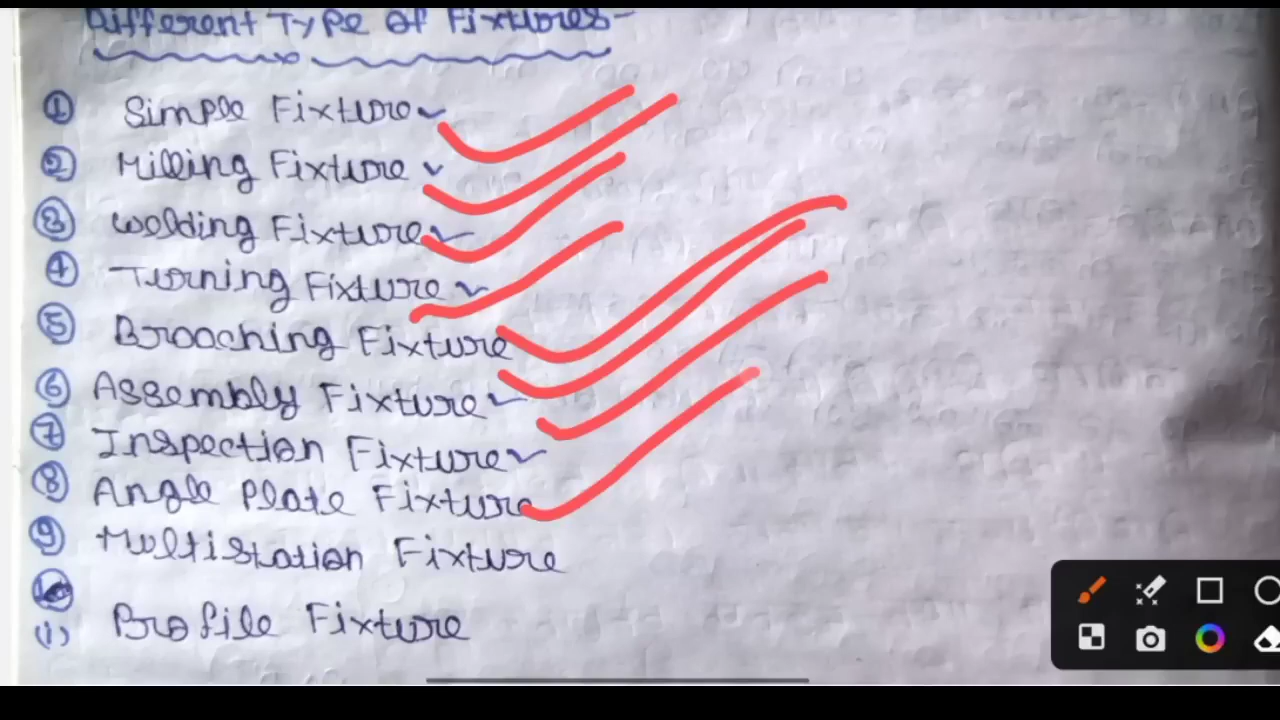 Different Type of Fixtures-
① Simple Fixture
② Milling Fixture
③ Welding Fixture
④ Turning Fixture
⑤ Broaching Fixture
⑥ Assembly Fixture
⑦ Inspection Fixture
⑧ Angle Plate Fixture
⑨ Multistation Fixture
(1) Profile Fixture